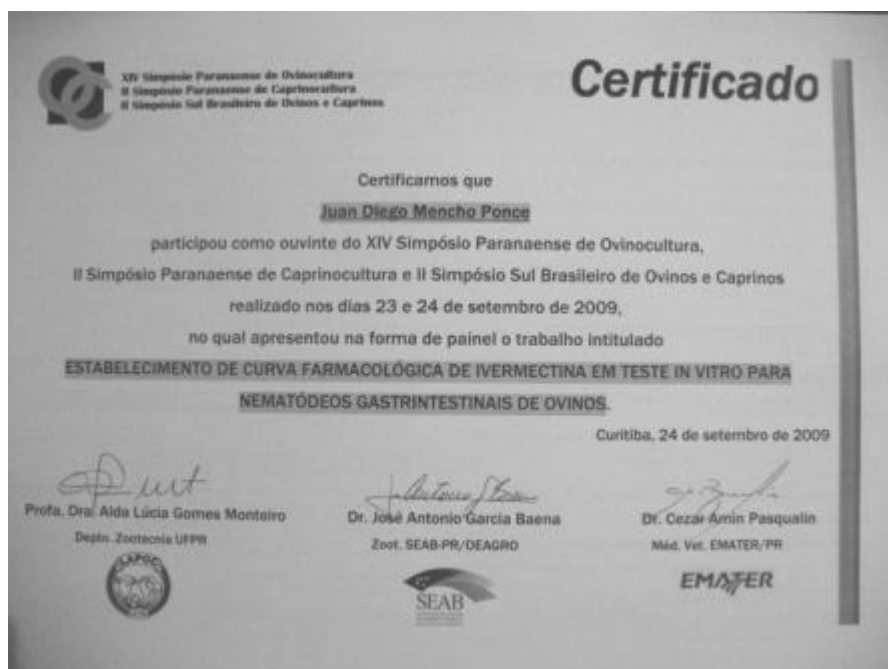 XIV Simpósio Paranaense de Ovinocultura
II Simpósio Paranaense de Caprinocultura
II Simpósio Sul Brasileiro de Ovinos e Caprinos
Certificado
Certificamos que
Juan Diego Mencho Ponce
participou como ouvinte do XIV Simpósio Paranaense de Ovinocultura,
II Simpósio Paranaense de Caprinocultura e II Simpósio Sul Brasileiro de Ovinos e Caprinos
realizado nos dias 23 e 24 de setembro de 2009,
no qual apresentou na forma de painel o trabalho intitulado
ESTABELECIMENTO DE CURVA FARMACOLÓGICA DE IVERMECTINA EM TESTE IN VITRO PARA
NEMATÓDEOS GASTRINTESTINAIS DE OVINOS.
Curitiba, 24 de setembro de 2009
Profa. Dra. Alda Lúcia Gomes Monteiro
Depto. Zootecnia UFPR
LAPOC
Dr. José Antonio Garcia Baena
Zoot. SEAB-PR/DEAGRO
SEAB
Dr. Cezar Amin Pasqualin
Méd. Vet. EMATER/PR
EMATER